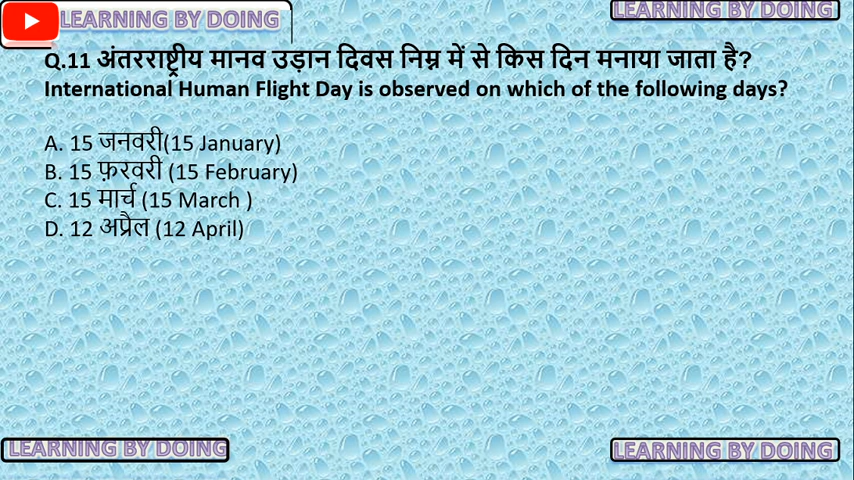 LEARNING BY DOING
LEARNING BY DOING
Q.11 अंतरराष्ट्रीय मानव उड़ान दिवस निम्न में से किस दिन मनाया जाता है?
International Human Flight Day is observed on which of the following days?
A. 15 जनवरी(15 January)
B. 15 फ़रवरी (15 February)
C. 15 मार्च (15 March )
D. 12 अप्रैल (12 April)
LEARNING BY DOING
LEARNING BY DOING